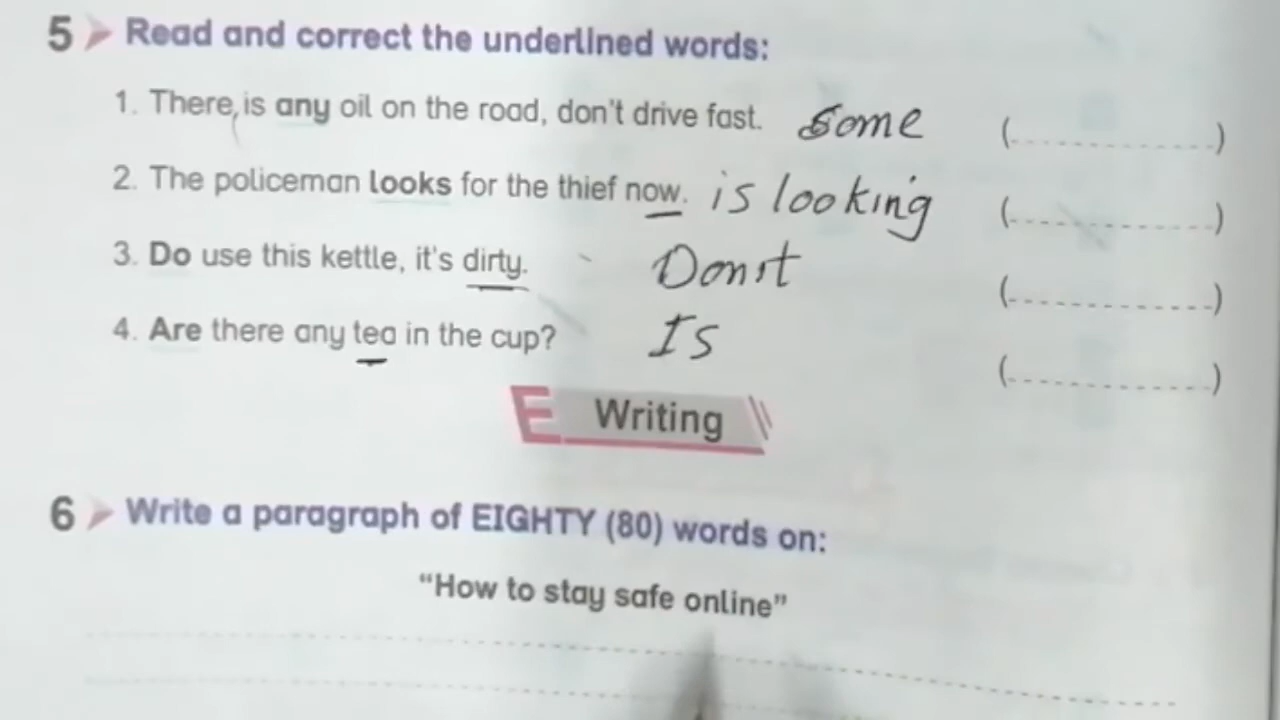 5 Read and correct the underlined words:
1. There is any oil on the road, don't drive fast. some (....................)
2. The policeman looks for the thief now. is looking (....................)
3. Do use this kettle, it's dirty. Don't (....................)
4. Are there any tea in the cup? Is (....................)
E Writing
6 Write a paragraph of EIGHTY (80) words on:
“How to stay safe online”